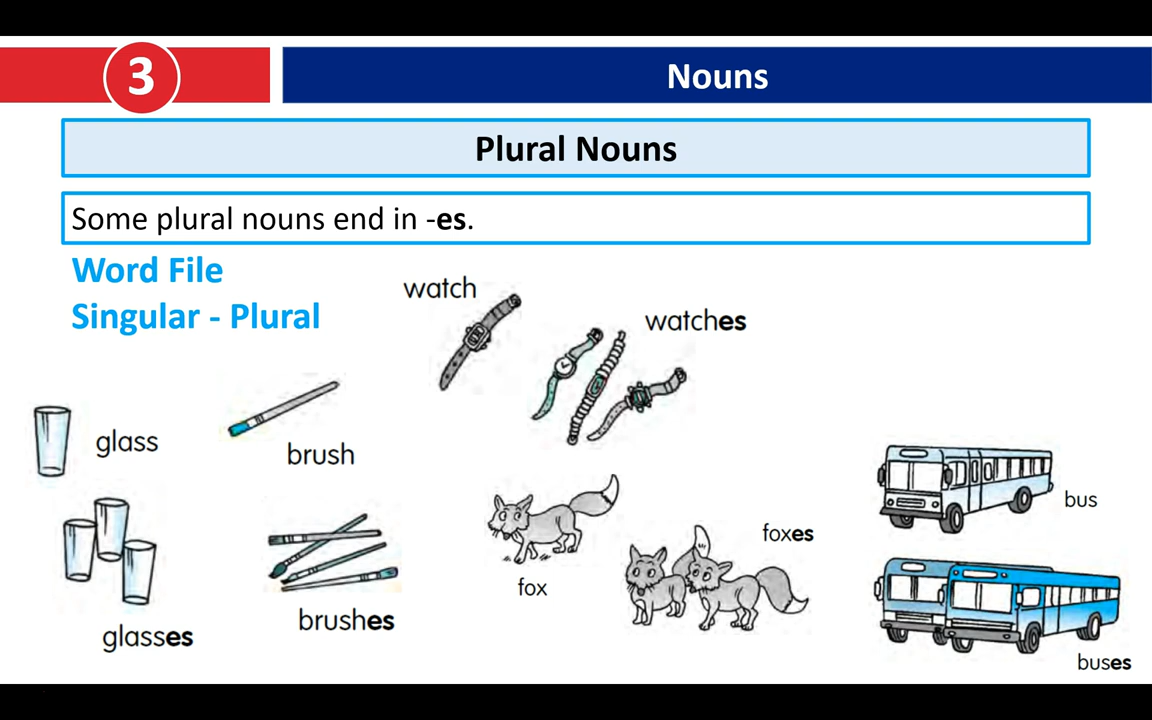 3
Nouns
Plural Nouns
Some plural nouns end in -es.
Word File
Singular - Plural
watch
watches
glass
brush
glasses
brushes
fox
foxes
bus
buses